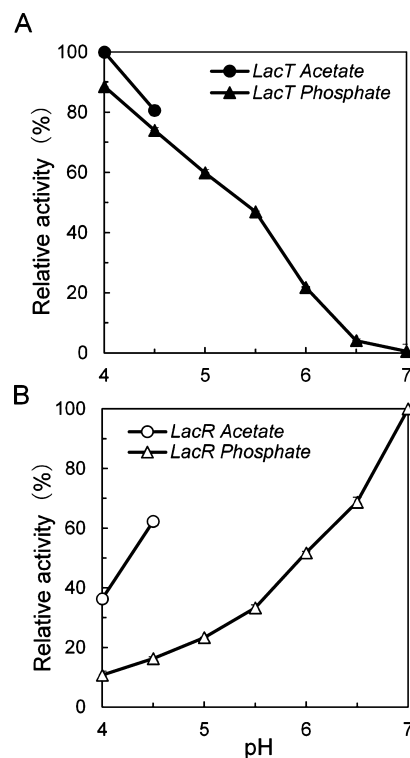 A
100
80
60
40
20
0
Relative activity (%)
LacT Acetate
LacT Phosphate
4
5
6
7
B
100
80
60
40
20
0
Relative activity (%)
LacR Acetate
LacR Phosphate
4
5
6
7
pH